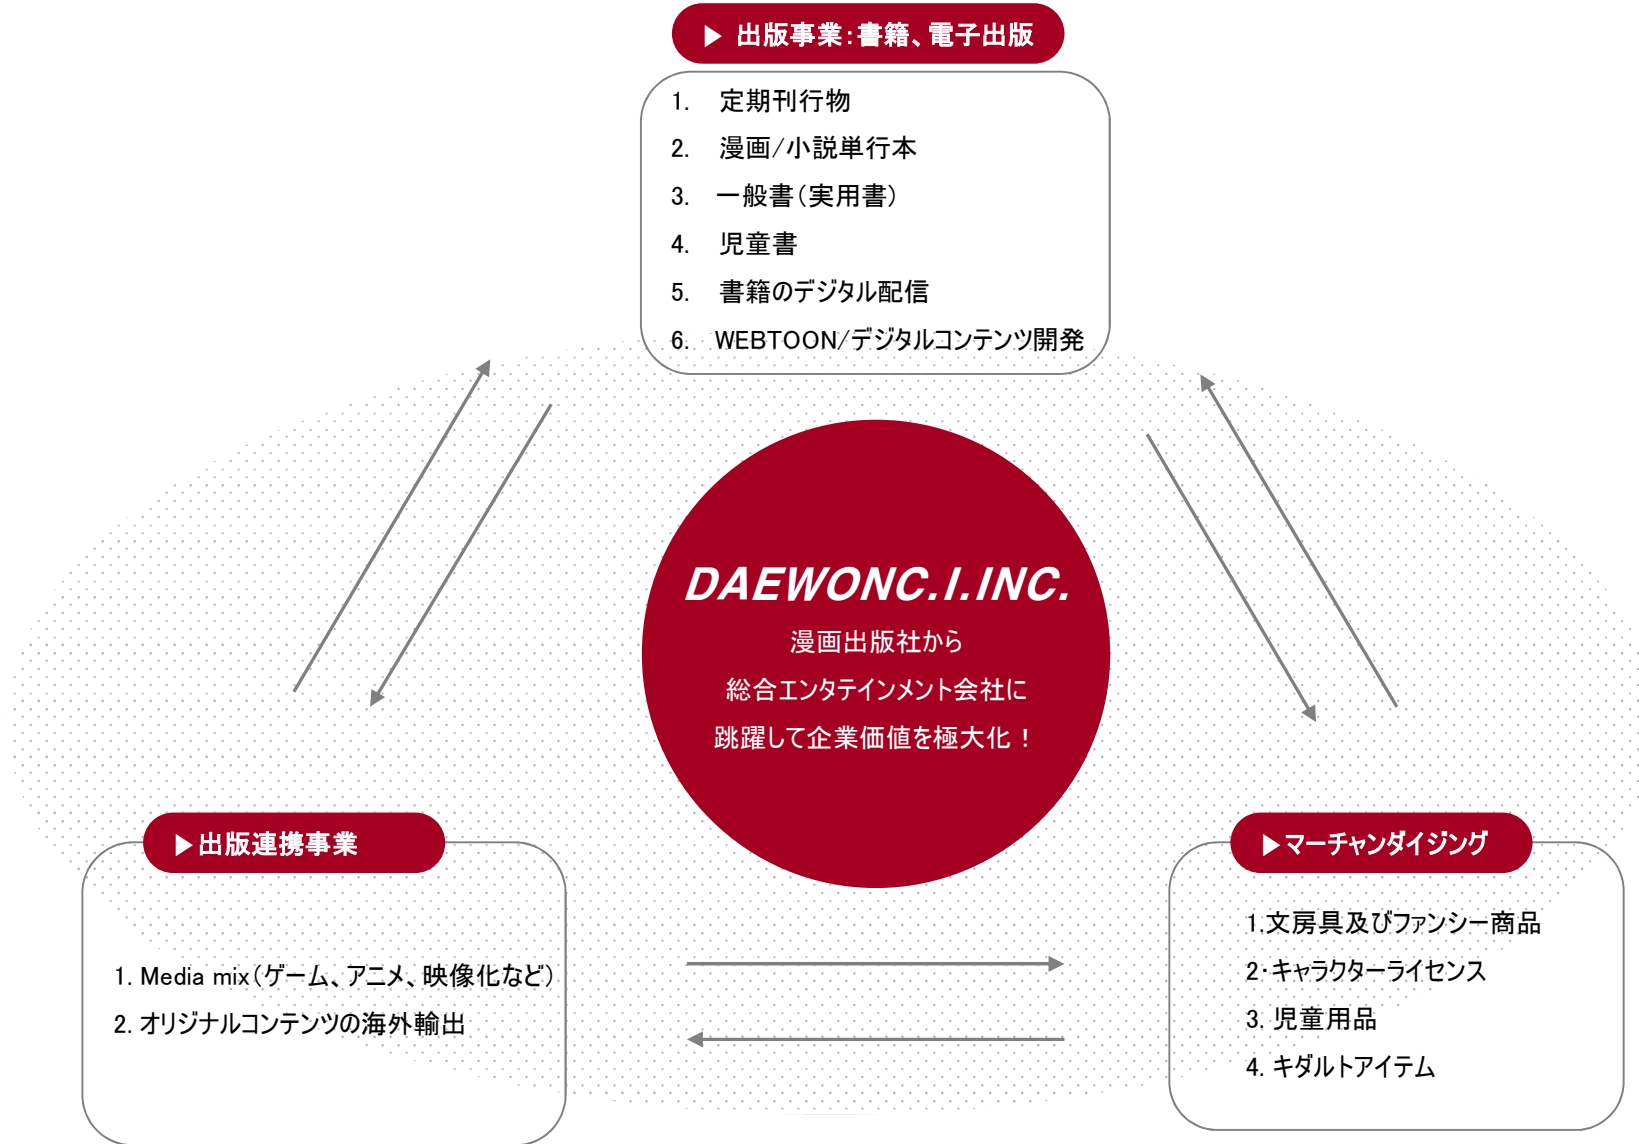 ▶ 出版事業：書籍、電子出版
1. 定期刊行物
2. 漫画/小説単行本
3. 一般書（実用書）
4. 児童書
5. 書籍のデジタル配信
6. WEBTOON/デジタルコンテンツ開発
DAEWONC.I.INC.
漫画出版社から
総合エンタテインメント会社に
跳躍して企業価値を極大化！
▶出版連携事業
1. Media mix（ゲーム、アニメ、映像化など）
2. オリジナルコンテンツの海外輸出
▶マーチャンダイジング
1.文房具及びファンシー商品
2・キャラクターライセンス
3. 児童用品
4. キダルトアイテム